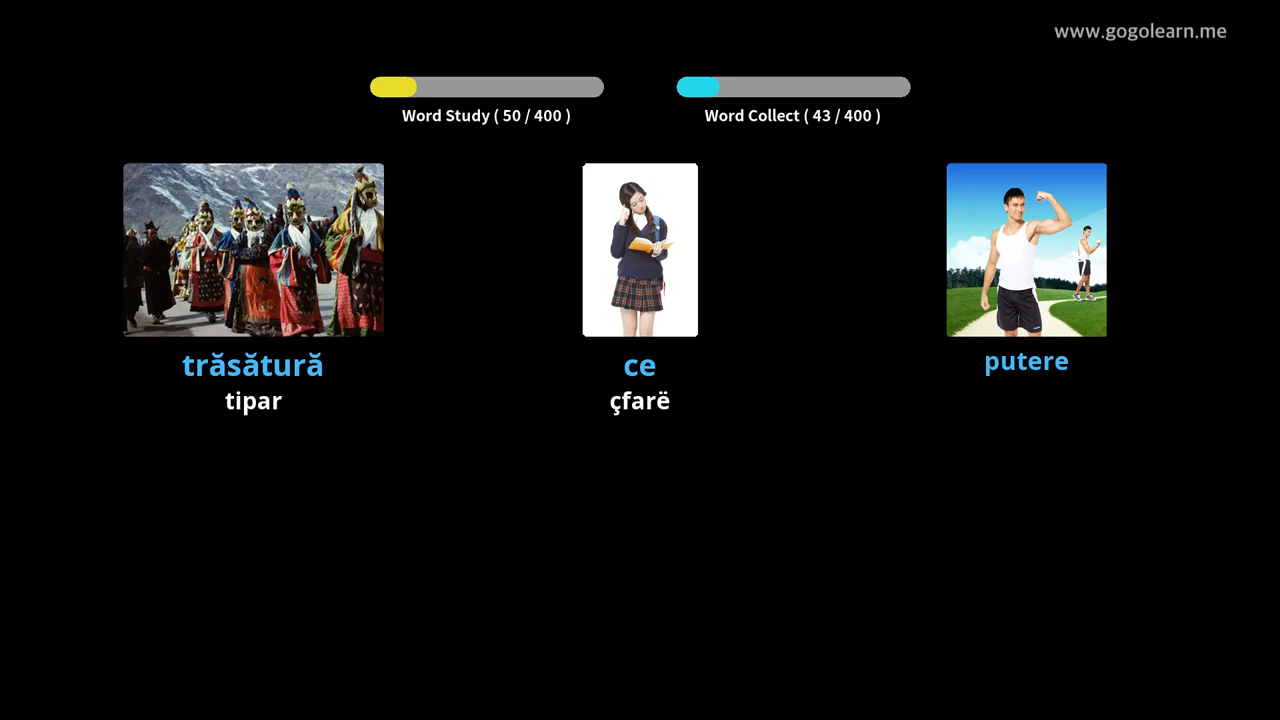 www.gogolearn.me
Word Study ( 50 / 400 )
Word Collect ( 43 / 400 )
trăsătură
tipar
ce
çfarë
putere